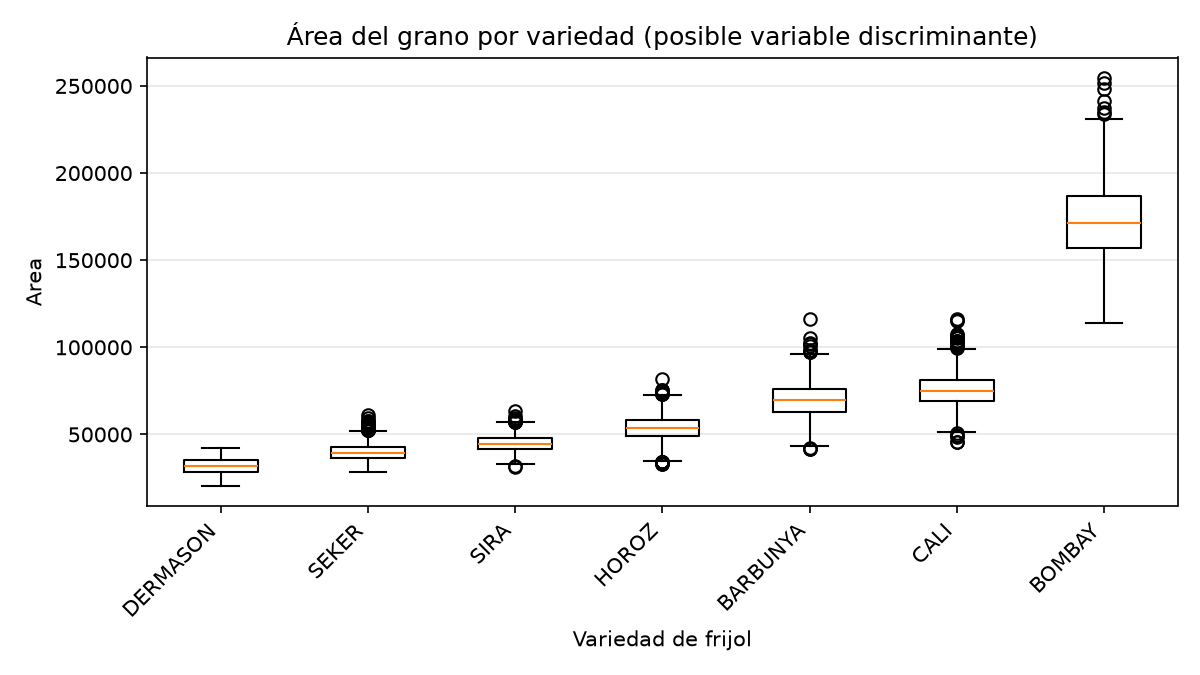 Área del grano por variedad (posible variable discriminante)
250000
200000
150000
100000
50000
Area
DERMASON
SEKER
SIRA
HOROZ
BARBUNYA
CALI
BOMBAY
Variedad de frijol